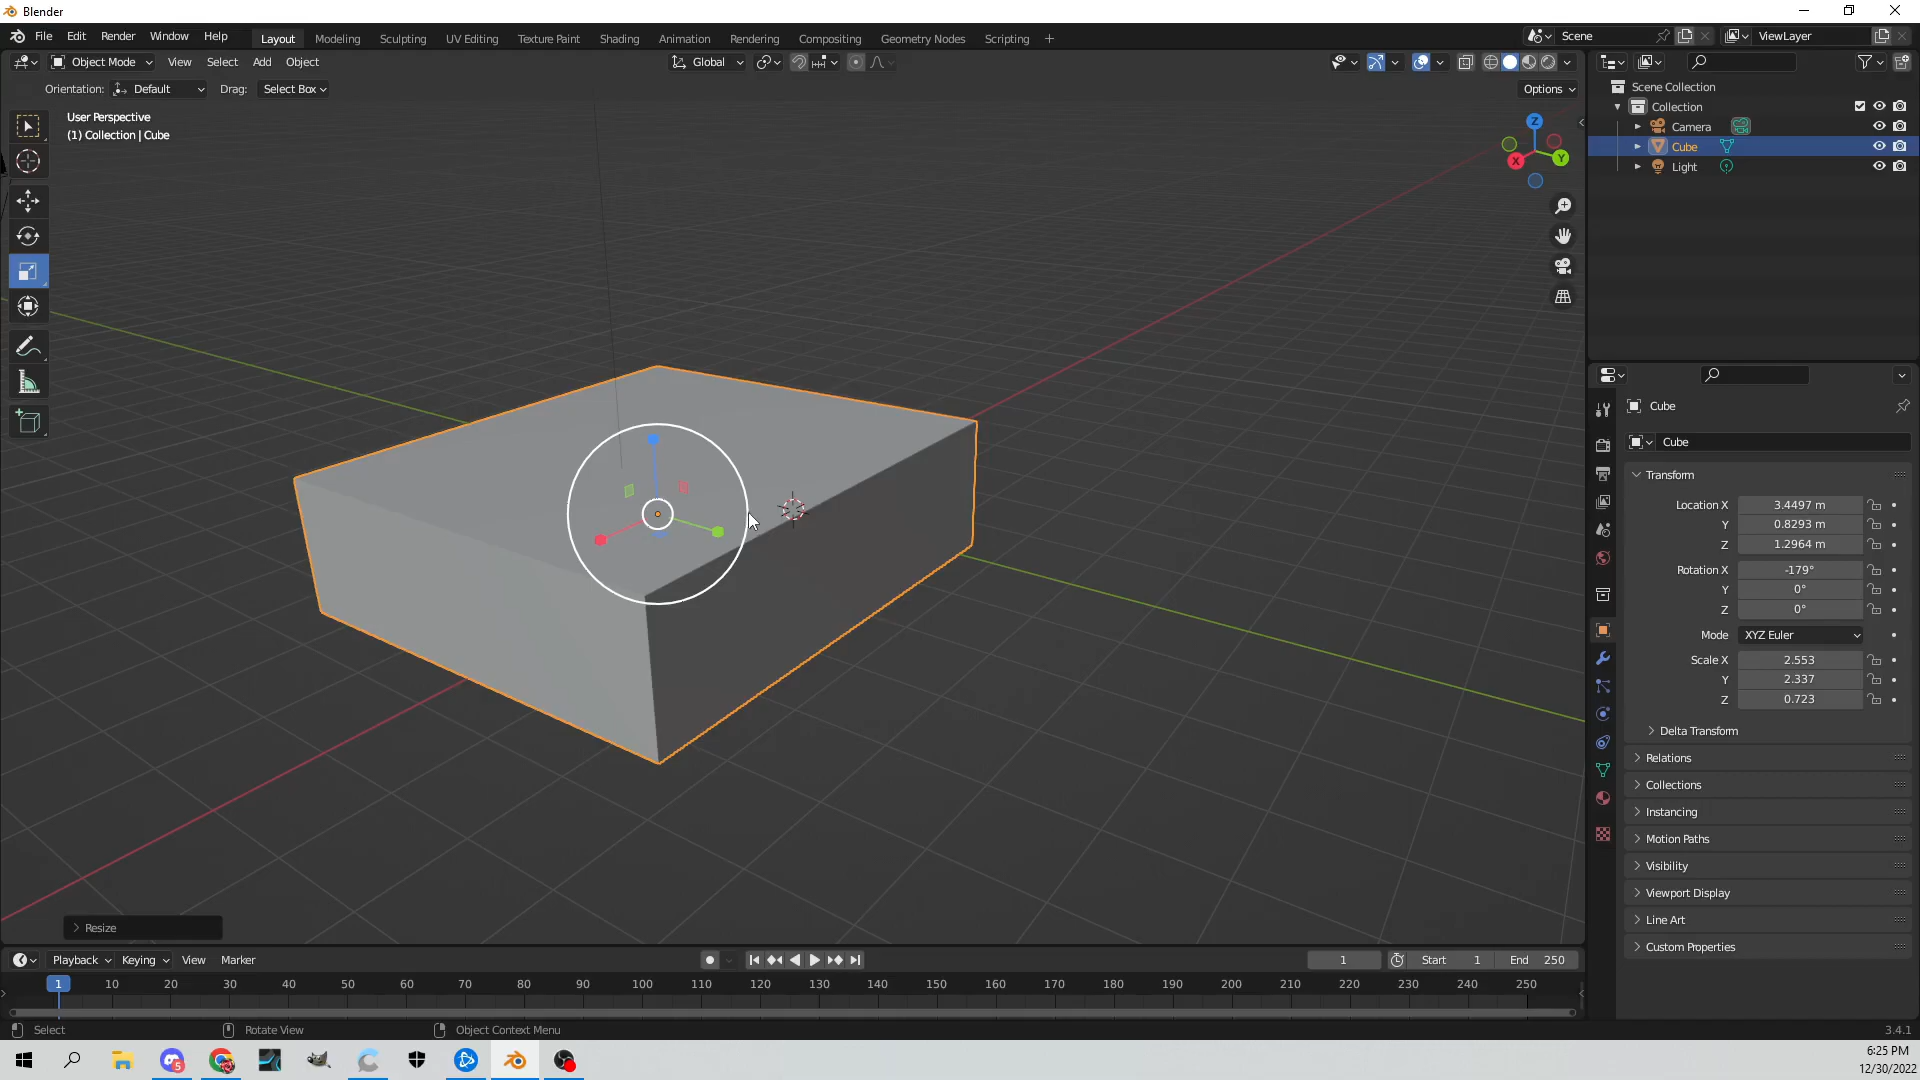 Blender
File Edit Render Window Help
Layout Modeling Sculpting UV Editing Texture Paint Shading Animation Rendering Compositing Geometry Nodes Scripting
Scene
ViewLayer
Object Mode View Select Add Object
Global
Orientation: Default Drag: Select Box
Options
User Perspective
(1) Collection | Cube
Z
X
Y
Scene Collection
Collection
Camera
Cube
Light
Cube
Cube
Transform
Location X 3.4497 m
Y 0.8293 m
Z 1.2964 m
Rotation X -179°
Y 0°
Z 0°
Mode XYZ Euler
Scale X 2.553
Y 2.337
Z 0.723
Delta Transform
Relations
Collections
Instancing
Motion Paths
Visibility
Viewport Display
Line Art
Custom Properties
Resize
Playback Keying View Marker
1 Start 1 End 250
1 10 20 30 40 50 60 70 80 90 100 110 120 130 140 150 160 170 180 190 200 210 220 230 240 250
Select Rotate View Object Context Menu
3.4.1
5
6:25 PM
12/30/2022